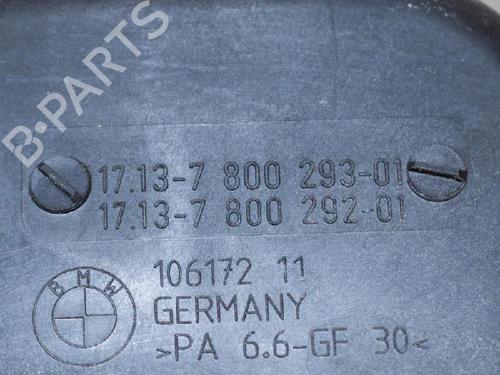 B-PARTS
17.13-7 800 293-01
17.13-7 800 292-01
BMW
106172 11
GERMANY
>PA 6.6-GF 30<